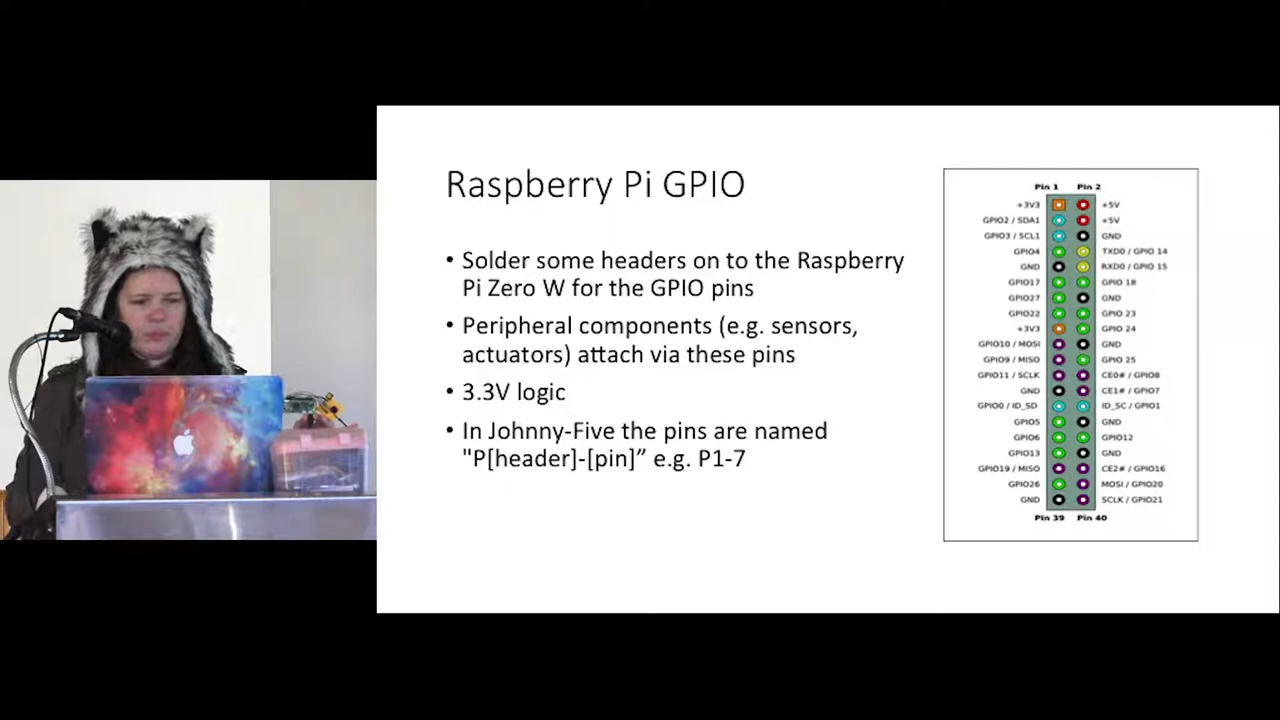 Raspberry Pi GPIO
• Solder some headers on to the Raspberry
Pi Zero W for the GPIO pins
• Peripheral components (e.g. sensors,
actuators) attach via these pins
• 3.3V logic
• In Johnny-Five the pins are named
"P[header]-[pin]” e.g. P1-7
Pin 1 Pin 2
+3V3 +5V
GPIO2 / SDA1 +5V
GPIO3 / SCL1 GND
GPIO4 TXD0 / GPIO 14
GND RXD0 / GPIO 15
GPIO17 GPIO 18
GPIO27 GND
GPIO22 GPIO 23
+3V3 GPIO 24
GPIO10 / MOSI GND
GPIO9 / MISO GPIO 25
GPIO11 / SCLK CE0# / GPIO8
GND CE1# / GPIO7
GPIO0 / ID_SD ID_SC / GPIO1
GPIO5 GND
GPIO6 GPIO12
GPIO13 GND
GPIO19 / MISO CE2# / GPIO16
GPIO26 MOSI / GPIO20
GND SCLK / GPIO21
Pin 39 Pin 40